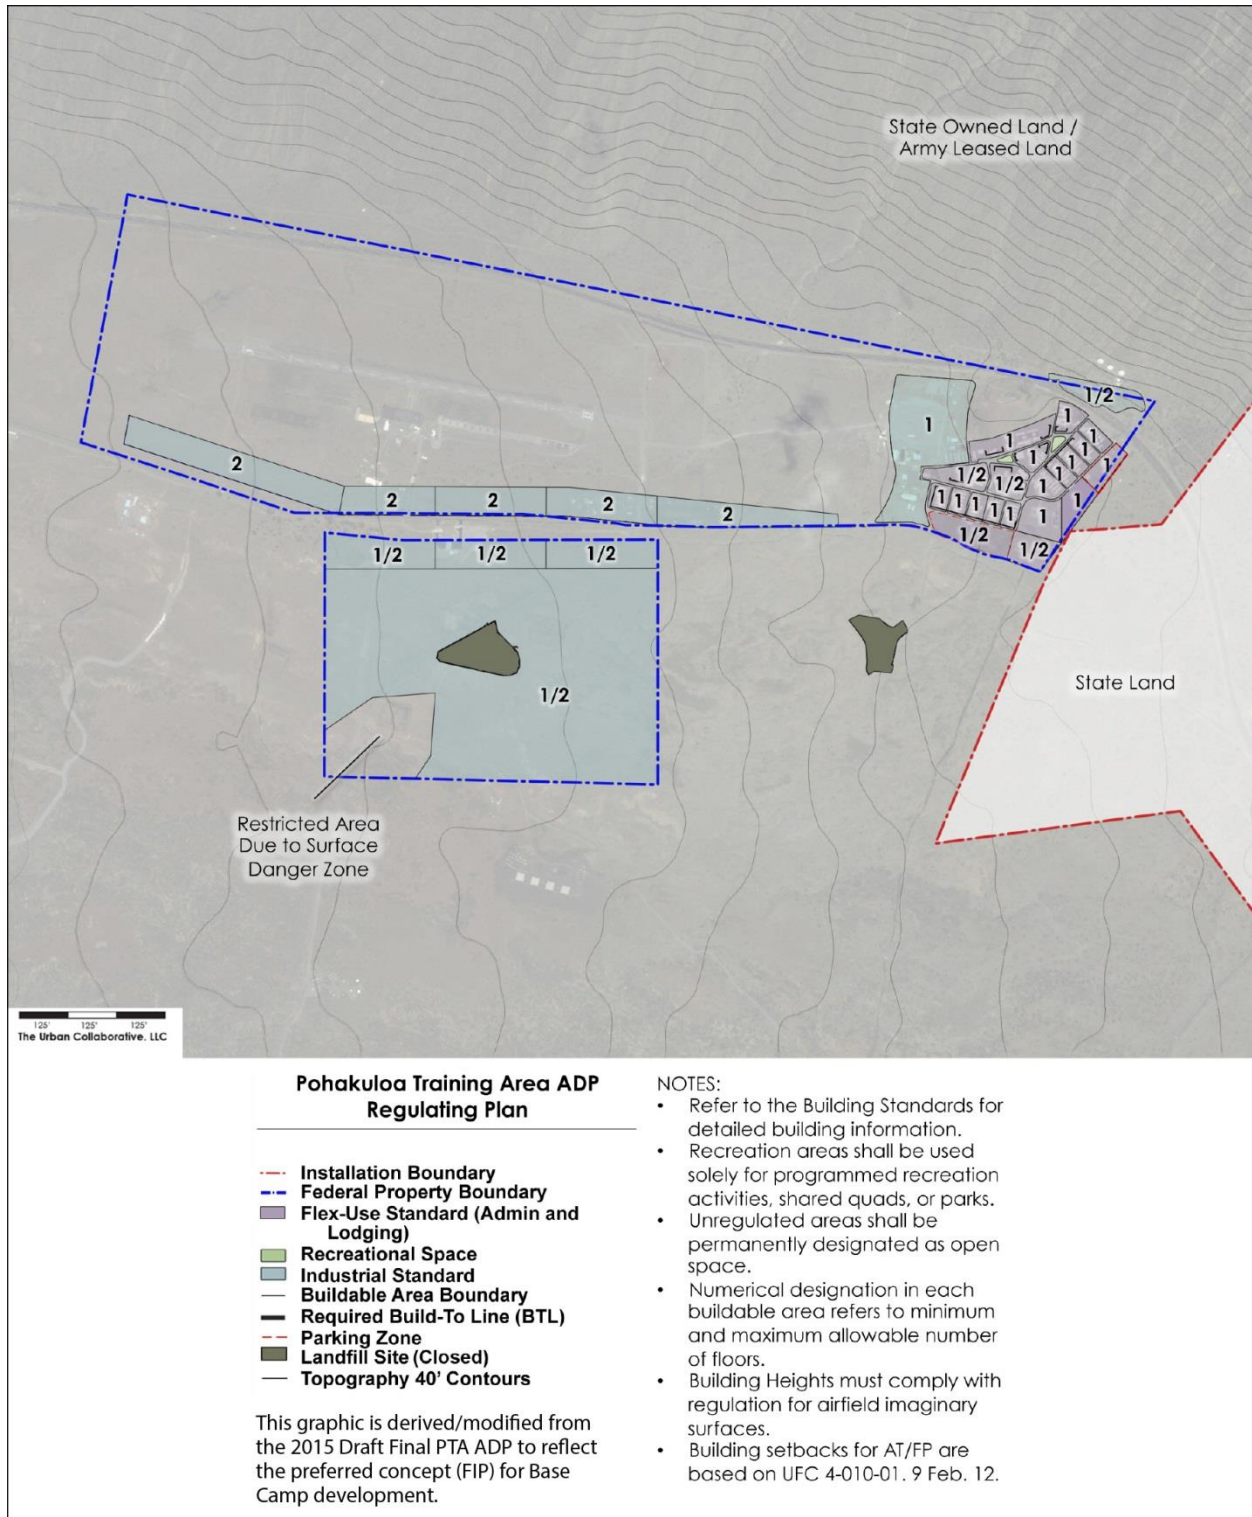 State Owned Land /
Army Leased Land
1/2
1
1
1
1
1
1
1
1
1
1
1
1/2
1/2
1
1
1
1
1
1
1
1
1/2
1/2
2
2
2
2
2
1/2
1/2
1/2
1/2
State Land
Restricted Area
Due to Surface
Danger Zone
125' 125' 125'
The Urban Collaborative, LLC
Pohakuloa Training Area ADP
Regulating Plan
Installation Boundary
Federal Property Boundary
Flex-Use Standard (Admin and
Lodging)
Recreational Space
Industrial Standard
Buildable Area Boundary
Required Build-To Line (BTL)
Parking Zone
Landfill Site (Closed)
Topography 40' Contours
This graphic is derived/modified from
the 2015 Draft Final PTA ADP to reflect
the preferred concept (FIP) for Base
Camp development.
NOTES:
• Refer to the Building Standards for
detailed building information.
• Recreation areas shall be used
solely for programmed recreation
activities, shared quads, or parks.
• Unregulated areas shall be
permanently designated as open
space.
• Numerical designation in each
buildable area refers to minimum
and maximum allowable number
of floors.
• Building Heights must comply with
regulation for airfield imaginary
surfaces.
• Building setbacks for AT/FP are
based on UFC 4-010-01. 9 Feb. 12.